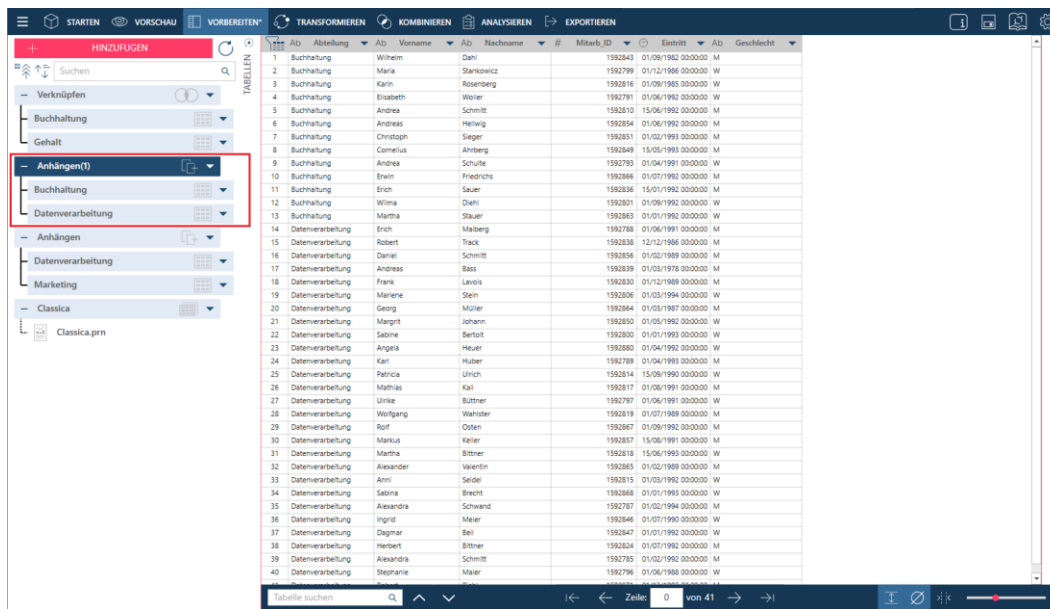 STARTEN VORSCHAU VORBEREITEN* TRANSFORMIEREN KOMBINIEREN ANALYSIEREN EXPORTIEREN
HINZUFÜGEN
Suchen
Verknüpfen
Buchhaltung
Gehalt
Anhängen(1)
Buchhaltung
Datenverarbeitung
Anhängen
Datenverarbeitung
Marketing
Classica
Classica.prn
TABELLEN
Ab Abteilung Ab Vorname Ab Nachname # Mitarb_ID Eintritt Ab Geschlecht
1 Buchhaltung Wilhelm Dahl 1592843 01/09/1982 00:00:00 M
2 Buchhaltung Maria Stankowicz 1592799 01/12/1986 00:00:00 W
3 Buchhaltung Karin Rosenberg 1592816 01/09/1985 00:00:00 W
4 Buchhaltung Elisabeth Woller 1592791 01/06/1992 00:00:00 W
5 Buchhaltung Andrea Schmitt 1592810 15/06/1992 00:00:00 W
6 Buchhaltung Andreas Hellwig 1592854 01/06/1992 00:00:00 M
7 Buchhaltung Christoph Sieger 1592851 01/02/1993 00:00:00 M
8 Buchhaltung Cornelius Ahrberg 1592849 15/05/1993 00:00:00 M
9 Buchhaltung Andrea Schulte 1592793 01/04/1991 00:00:00 W
10 Buchhaltung Erwin Friedrichs 1592866 01/07/1992 00:00:00 M
11 Buchhaltung Erich Sauer 1592836 15/01/1992 00:00:00 M
12 Buchhaltung Wilma Diehl 1592801 01/09/1992 00:00:00 W
13 Buchhaltung Martha Stauer 1592863 01/01/1992 00:00:00 W
14 Datenverarbeitung Erich Maiberg 1592788 01/06/1991 00:00:00 M
15 Datenverarbeitung Robert Track 1592838 12/12/1986 00:00:00 M
16 Datenverarbeitung Daniel Schmitt 1592856 01/02/1989 00:00:00 M
17 Datenverarbeitung Andreas Bass 1592839 01/03/1978 00:00:00 M
18 Datenverarbeitung Frank Lavois 1592830 01/12/1989 00:00:00 M
19 Datenverarbeitung Marlene Stein 1592806 01/03/1994 00:00:00 W
20 Datenverarbeitung Georg Müller 1592864 01/03/1987 00:00:00 M
21 Datenverarbeitung Margrit Johann 1592850 01/05/1992 00:00:00 W
22 Datenverarbeitung Sabine Bertolt 1592800 01/01/1993 00:00:00 W
23 Datenverarbeitung Angela Heuer 1592880 01/04/1992 00:00:00 W
24 Datenverarbeitung Karl Huber 1592789 01/04/1993 00:00:00 M
25 Datenverarbeitung Patricia Ulrich 1592814 15/09/1990 00:00:00 W
26 Datenverarbeitung Mathias Kall 1592817 01/08/1991 00:00:00 M
27 Datenverarbeitung Ulrike Büttner 1592797 01/06/1991 00:00:00 W
28 Datenverarbeitung Wolfgang Wahlster 1592819 01/07/1989 00:00:00 M
29 Datenverarbeitung Rolf Osten 1592867 01/09/1992 00:00:00 M
30 Datenverarbeitung Markus Keller 1592857 15/08/1991 00:00:00 M
31 Datenverarbeitung Martha Bittner 1592818 15/06/1993 00:00:00 W
32 Datenverarbeitung Alexander Valentin 1592865 01/02/1989 00:00:00 M
33 Datenverarbeitung Anni Seidel 1592815 01/03/1992 00:00:00 W
34 Datenverarbeitung Sabina Brecht 1592868 01/01/1993 00:00:00 W
35 Datenverarbeitung Alexandra Schwand 1592787 01/02/1994 00:00:00 W
36 Datenverarbeitung Ingrid Meier 1592846 01/07/1990 00:00:00 W
37 Datenverarbeitung Dagmar Bell 1592847 01/01/1992 00:00:00 W
38 Datenverarbeitung Herbert Bittner 1592824 01/07/1992 00:00:00 M
39 Datenverarbeitung Alexandra Schmitt 1592785 01/02/1992 00:00:00 M
40 Datenverarbeitung Stephanie Maier 1592796 01/06/1988 00:00:00 W
Tabelle suchen Zeile: 0 von 41